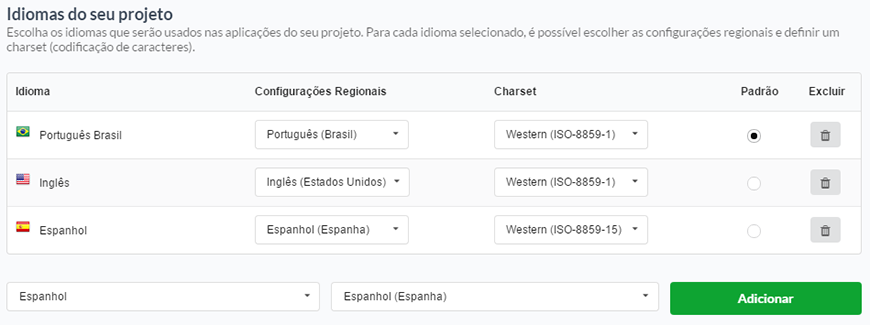 Idiomas do seu projeto
Escolha os idiomas que serão usados nas aplicações do seu projeto. Para cada idioma selecionado, é possível escolher as configurações regionais e definir um
charset (codificação de caracteres).
Idioma Configurações Regionais Charset Padrão Excluir
Português Brasil Português (Brasil) Western (ISO-8859-1)
Inglês Inglês (Estados Unidos) Western (ISO-8859-1)
Espanhol Espanhol (Espanha) Western (ISO-8859-15)
Espanhol Espanhol (Espanha) Adicionar